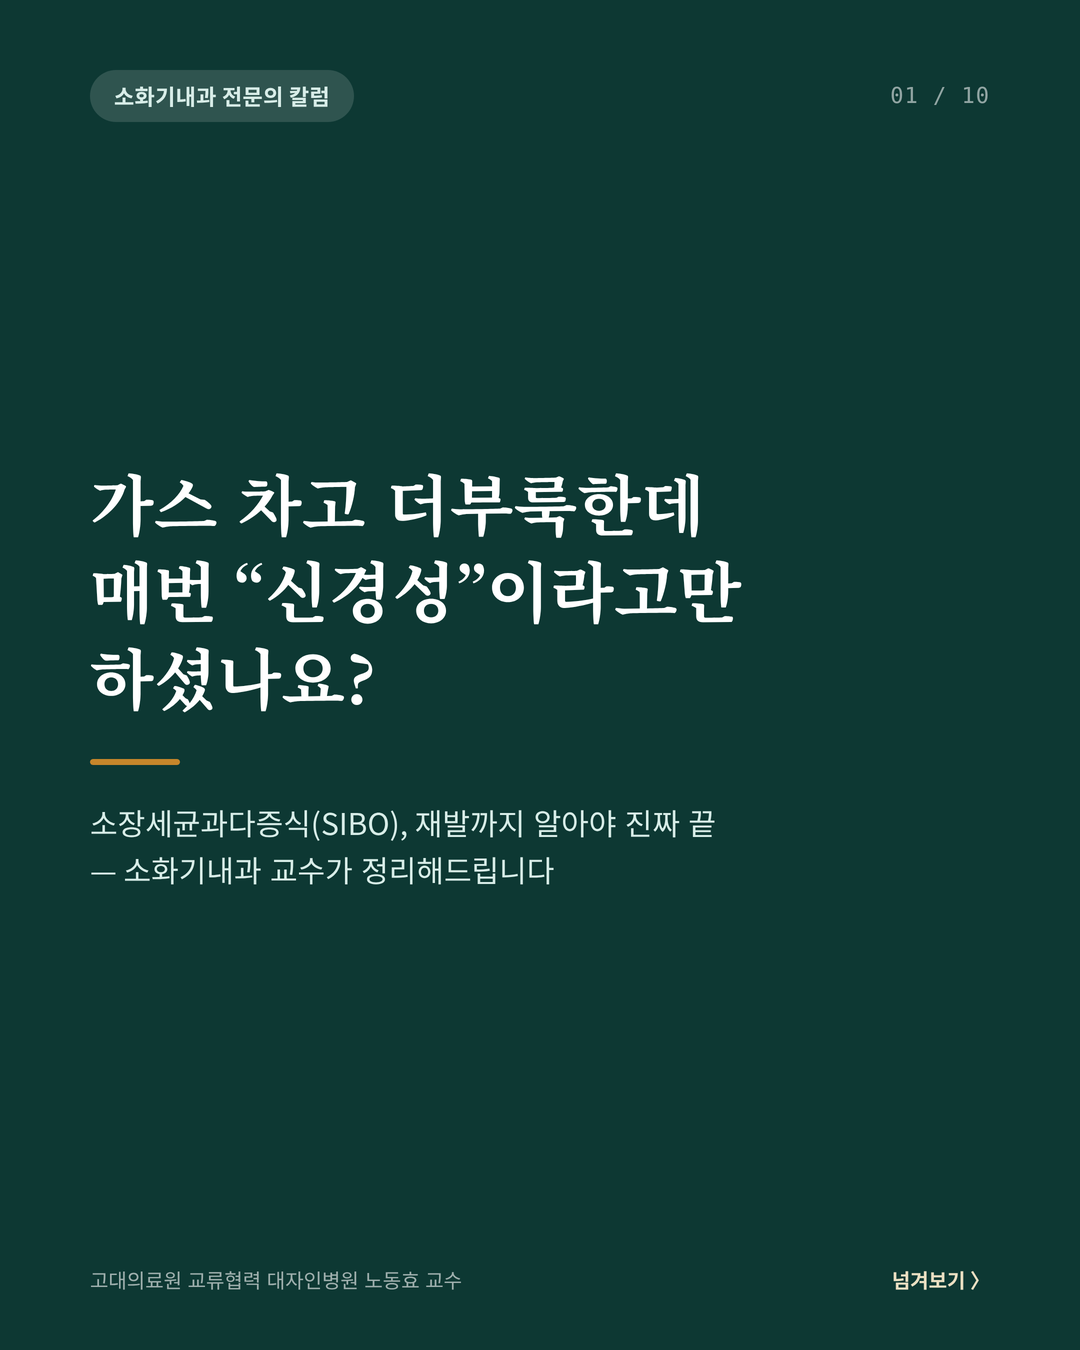 소화기내과 전문의 칼럼
01 / 10
가스 차고 더부룩한데
매번 “신경성”이라고만
하셨나요?
소장세균과다증식(SIBO), 재발까지 알아야 진짜 끝
— 소화기내과 교수가 정리해드립니다
고대의료원 교류협력 대자인병원 노동효 교수
넘겨보기 〉